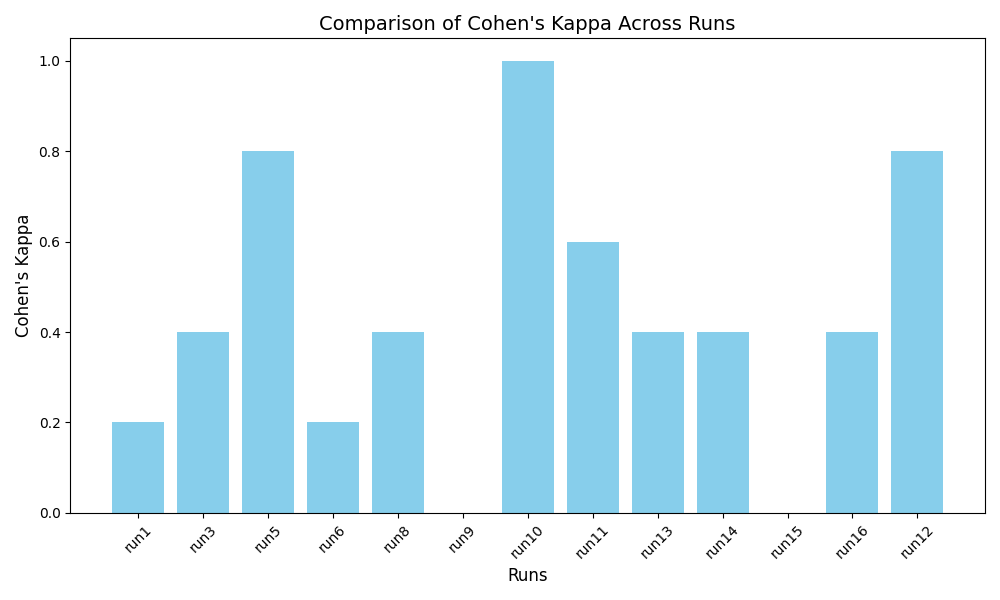 Comparison of Cohen's Kappa Across Runs
Cohen's Kappa
1.0
0.8
0.6
0.4
0.2
0.0
run1
run3
run5
run6
run8
run9
run10
run11
run13
run14
run15
run16
run12
Runs